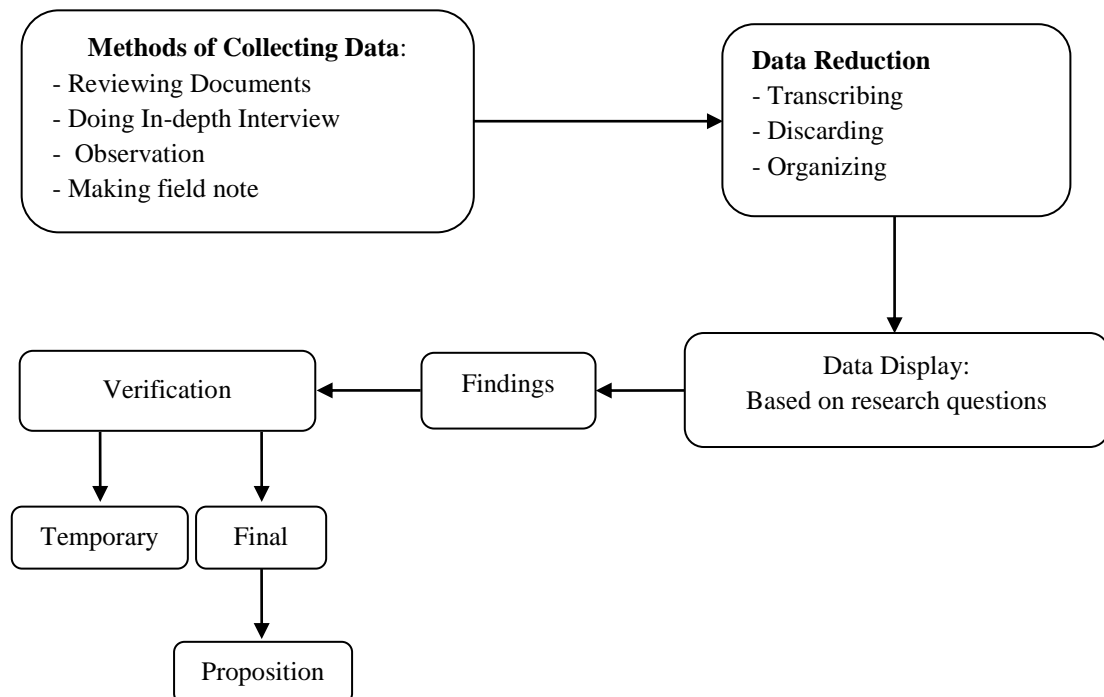 Methods of Collecting Data:
- Reviewing Documents
- Doing In-depth Interview
- Observation
- Making field note
Data Reduction
- Transcribing
- Discarding
- Organizing
Data Display:
Based on research questions
Findings
Verification
Temporary
Final
Proposition